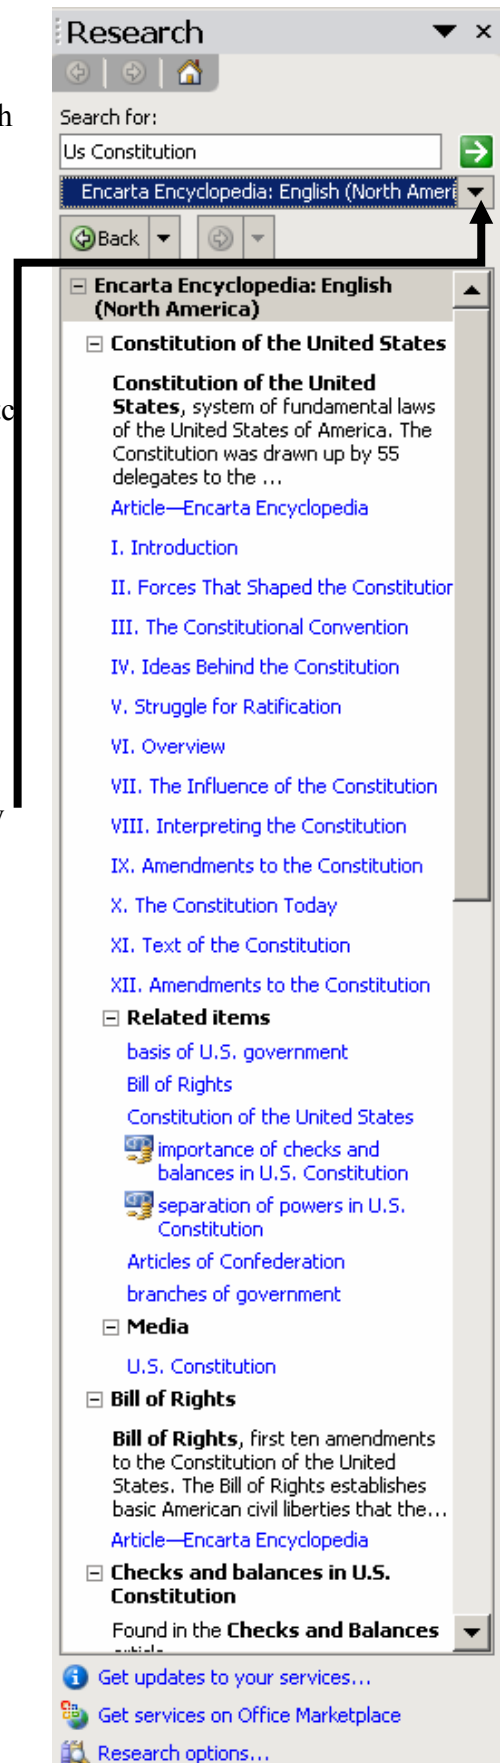 Research
h
Search for:
Us Constitution
Encarta Encyclopedia: English (North Ameri
Back
Encarta Encyclopedia: English
(North America)
Constitution of the United States
Constitution of the United
States, system of fundamental laws
of the United States of America. The
Constitution was drawn up by 55
delegates to the ...
tc
Article—Encarta Encyclopedia
I. Introduction
II. Forces That Shaped the Constitution
III. The Constitutional Convention
IV. Ideas Behind the Constitution
V. Struggle for Ratification
VI. Overview
VII. The Influence of the Constitution
VIII. Interpreting the Constitution
IX. Amendments to the Constitution
X. The Constitution Today
XI. Text of the Constitution
XII. Amendments to the Constitution
Related items
basis of U.S. government
Bill of Rights
Constitution of the United States
importance of checks and
balances in U.S. Constitution
separation of powers in U.S.
Constitution
Articles of Confederation
branches of government
Media
U.S. Constitution
Bill of Rights
Bill of Rights, first ten amendments
to the Constitution of the United
States. The Bill of Rights establishes
basic American civil liberties that the...
Article—Encarta Encyclopedia
Checks and balances in U.S.
Constitution
Found in the Checks and Balances
Get updates to your services...
Get services on Office Marketplace
Research options...